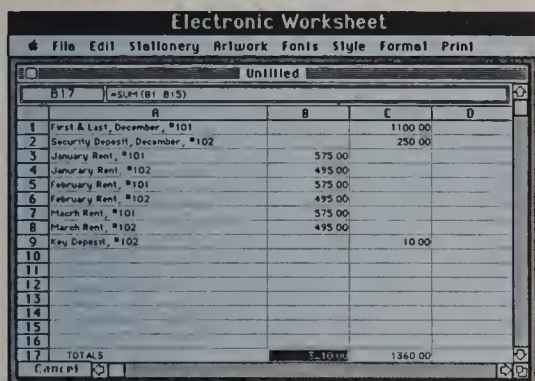 Electronic Worksheet
File Edit Stationery Artwork Fonts Style Format Print
Untitled
B17 =SUM(B1 B15)
A B C D
1 First & Last, December, #101 1100 00
2 Security Deposit, December, #102 250 00
3 January Rent, #101 575 00
4 Janurary Rent, #102 495 00
5 February Rent, #101 575 00
6 February Rent, #102 495 00
7 Macrh Rent, #101 575 00
8 March Rent, #102 495 00
9 Key Deposit, #102 10 00
10
11
12
13
14
15
16
17 TOTALS 1360 00
Cancel